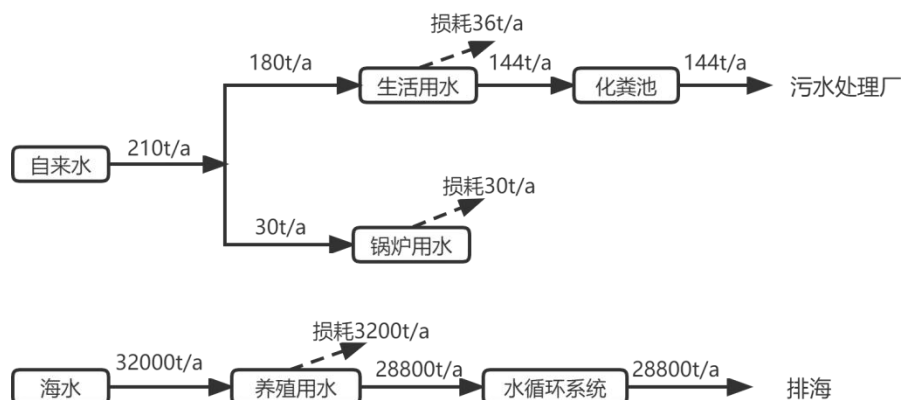 损耗36t/a
180t/a
生活用水
144t/a
化粪池
144t/a
污水处理厂
自来水
210t/a
30t/a
锅炉用水
损耗30t/a
海水
32000t/a
养殖用水
损耗3200t/a
28800t/a
水循环系统
28800t/a
排海